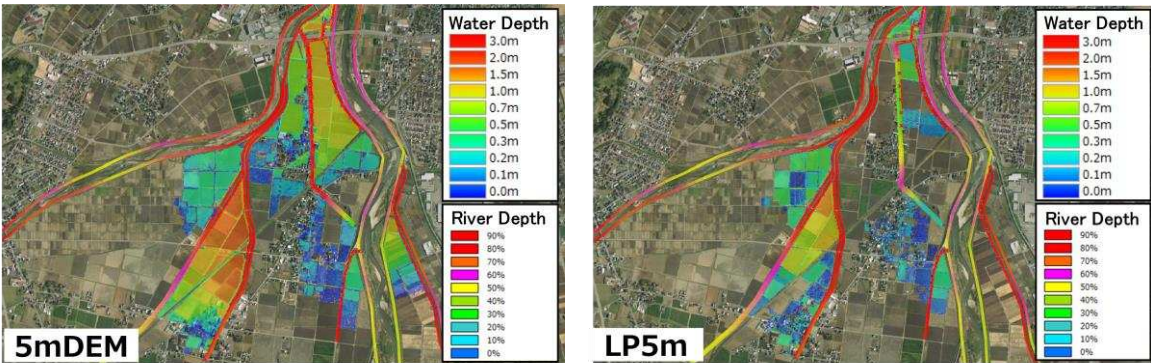 Water Depth
3.0m
2.0m
1.5m
1.0m
0.7m
0.5m
0.3m
0.2m
0.1m
0.0m
River Depth
90%
80%
70%
60%
50%
40%
30%
20%
10%
0%
5mDEM
Water Depth
3.0m
2.0m
1.5m
1.0m
0.7m
0.5m
0.3m
0.2m
0.1m
0.0m
River Depth
90%
80%
70%
60%
50%
40%
30%
20%
10%
0%
LP5m